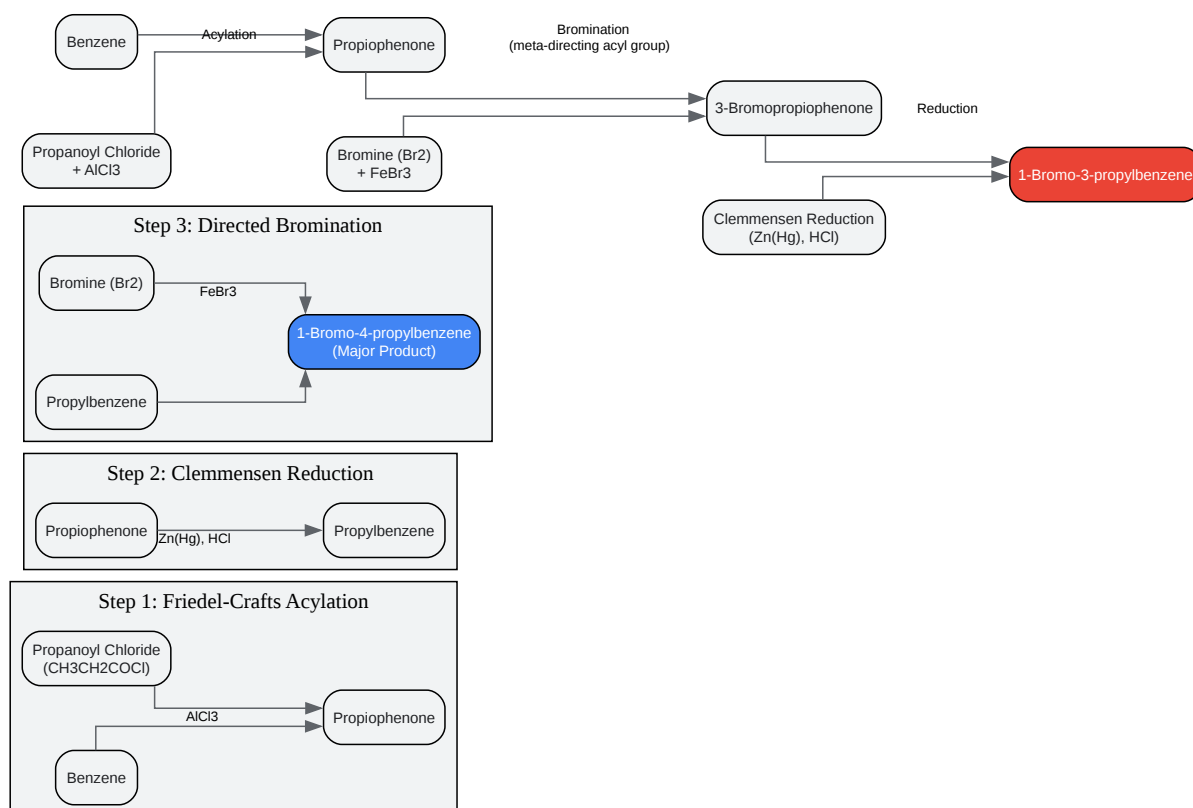 Benzene
Acylation
Propiophenone
Bromination
(meta-directing acyl group)
3-Bromopropiophenone
Reduction
Propanoyl Chloride
+ AlCl3
Bromine (Br2)
+ FeBr3
1-Bromo-3-propylbenzene
Clemmensen Reduction
(Zn(Hg), HCl)
Step 3: Directed Bromination
Bromine (Br2)
FeBr3
1-Bromo-4-propylbenzene
(Major Product)
Propylbenzene
Step 2: Clemmensen Reduction
Propiophenone
Zn(Hg), HCl
Propylbenzene
Step 1: Friedel-Crafts Acylation
Propanoyl Chloride
(CH3CH2COCl)
AlCl3
Propiophenone
Benzene